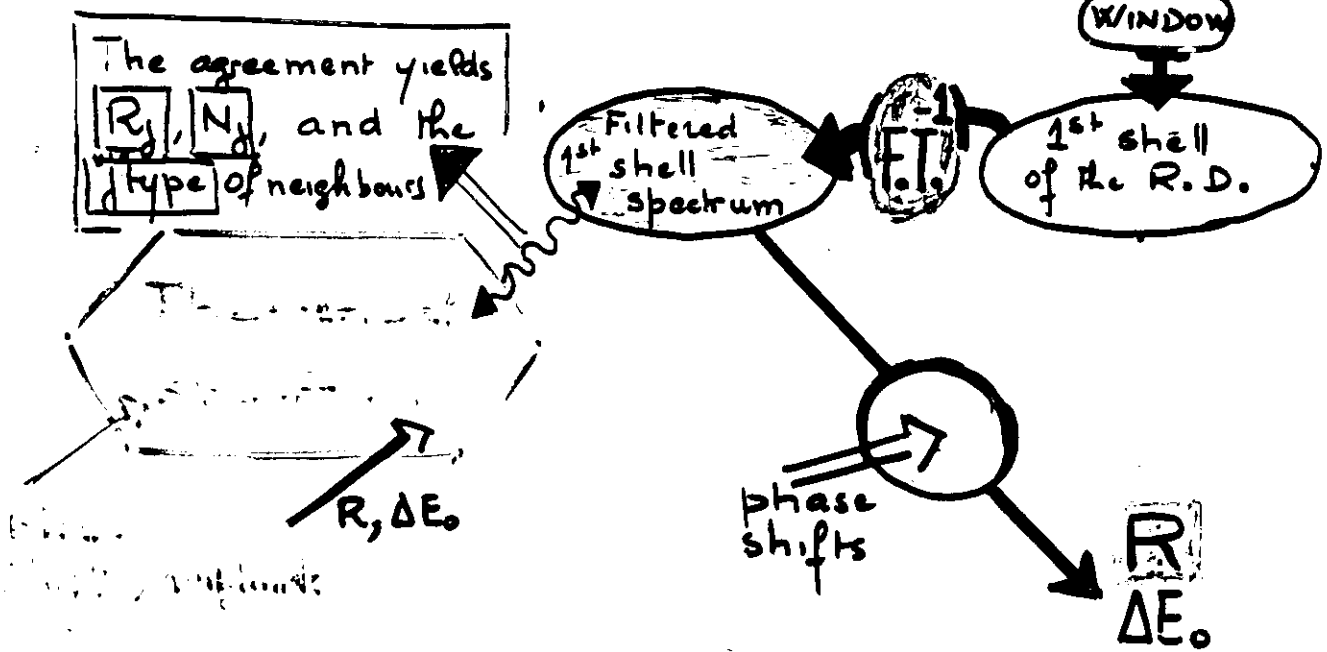 The agreement yields
Rj, Nj, and the
j type of neighbours
WINDOW
1st shell
of the R.D.
F.T.-1
Filtered
1st shell
spectrum
phase
shifts
R
ΔE₀
R, ΔE₀